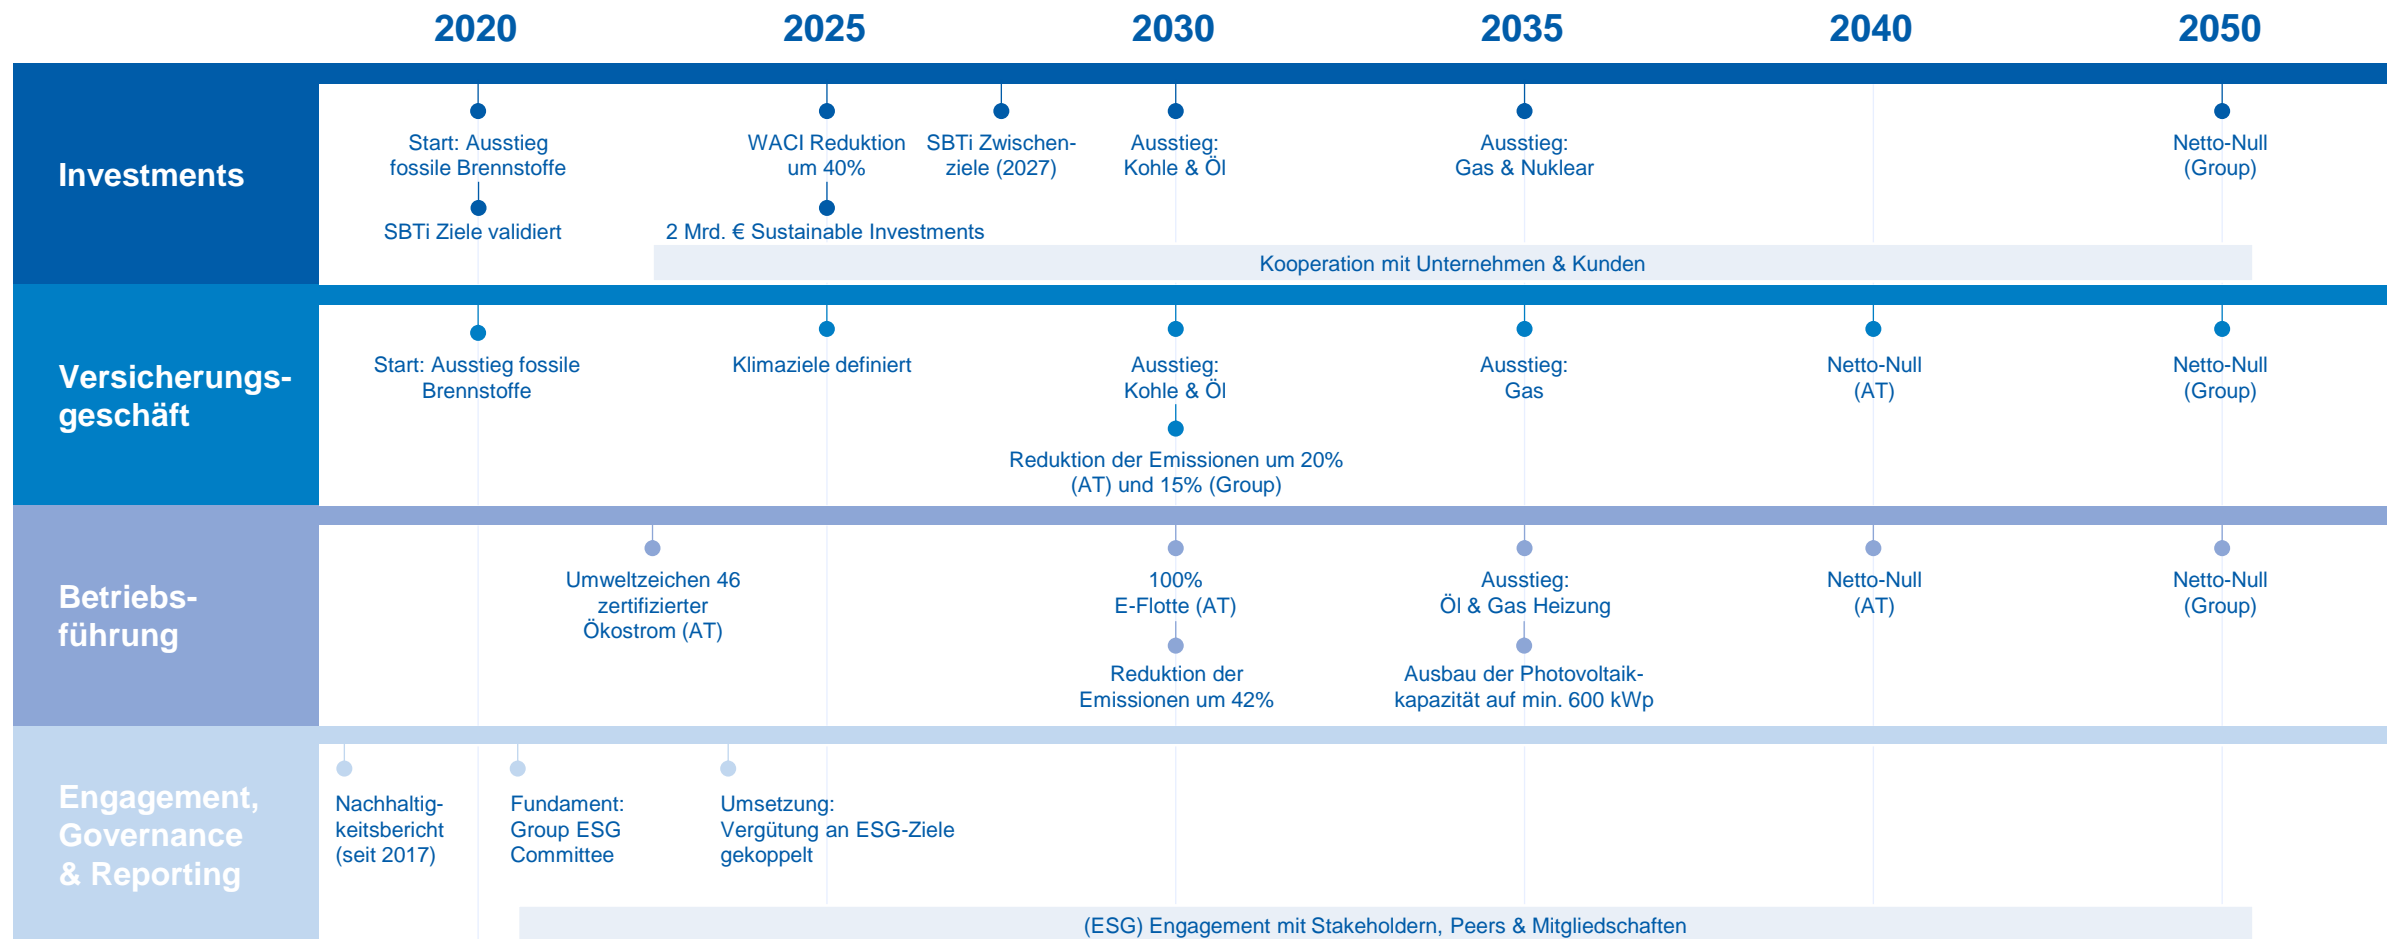 2020
2025
2030
2035
2040
2050
Investments
Start: Ausstieg
fossile Brennstoffe
SBTi Ziele validiert
WACI Reduktion
um 40%
2 Mrd. € Sustainable Investments
SBTi Zwischen-
ziele (2027)
Ausstieg:
Kohle & Öl
Ausstieg:
Gas & Nuklear
Netto-Null
(Group)
Kooperation mit Unternehmen & Kunden
Versicherungs-
geschäft
Start: Ausstieg fossile
Brennstoffe
Klimaziele definiert
Ausstieg:
Kohle & Öl
Reduktion der Emissionen um 20%
(AT) und 15% (Group)
Ausstieg:
Gas
Netto-Null
(AT)
Netto-Null
(Group)
Betriebs-
führung
Umweltzeichen 46
zertifizierter
Ökostrom (AT)
100%
E-Flotte (AT)
Reduktion der
Emissionen um 42%
Ausstieg:
Öl & Gas Heizung
Ausbau der Photovoltaik-
kapazität auf min. 600 kWp
Netto-Null
(AT)
Netto-Null
(Group)
Engagement,
Governance
& Reporting
Nachhaltig-
keitsbericht
(seit 2017)
Fundament:
Group ESG
Committee
Umsetzung:
Vergütung an ESG-Ziele
gekoppelt
(ESG) Engagement mit Stakeholdern, Peers & Mitgliedschaften